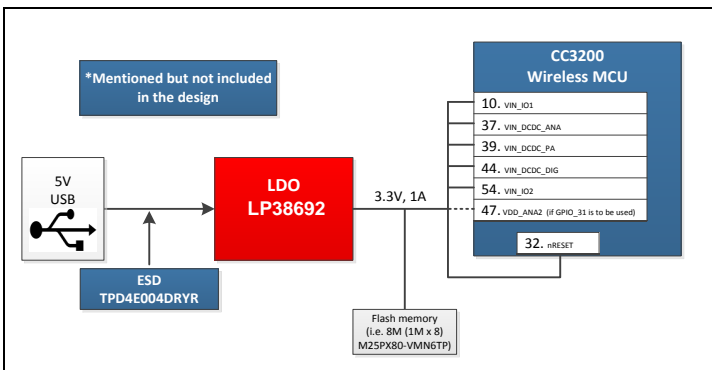 *Mentioned but not included
in the design
CC3200
Wireless MCU
10. VIN_IO1
37. VIN_DCDC_ANA
39. VIN_DCDC_PA
44. VIN_DCDC_DIG
54. VIN_IO2
47. VDD_ANA2 (if GPIO_31 is to be used)
32. nRESET
5V
USB
LDO
LP38692
3.3V, 1A
ESD
TPD4E004DRYR
Flash memory
(i.e. 8M (1M x 8)
M25PX80-VMN6TP)